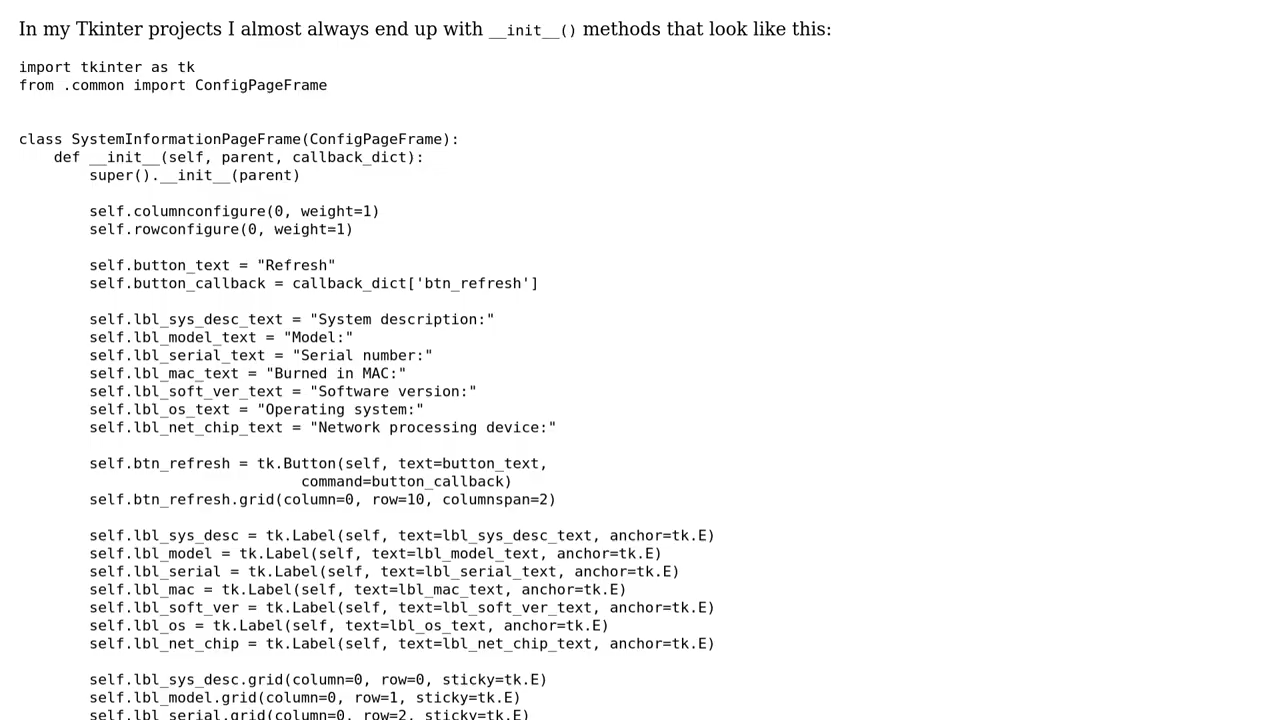 In my Tkinter projects I almost always end up with __init__() methods that look like this:
import tkinter as tk
from .common import ConfigPageFrame
class SystemInformationPageFrame(ConfigPageFrame):
    def __init__(self, parent, callback_dict):
        super().__init__(parent)
        self.columnconfigure(0, weight=1)
        self.rowconfigure(0, weight=1)
        self.button_text = "Refresh"
        self.button_callback = callback_dict['btn_refresh']
        self.lbl_sys_desc_text = "System description:"
        self.lbl_model_text = "Model:"
        self.lbl_serial_text = "Serial number:"
        self.lbl_mac_text = "Burned in MAC:"
        self.lbl_soft_ver_text = "Software version:"
        self.lbl_os_text = "Operating system:"
        self.lbl_net_chip_text = "Network processing device:"
        self.btn_refresh = tk.Button(self, text=button_text,
                                command=button_callback)
        self.btn_refresh.grid(column=0, row=10, columnspan=2)
        self.lbl_sys_desc = tk.Label(self, text=lbl_sys_desc_text, anchor=tk.E)
        self.lbl_model = tk.Label(self, text=lbl_model_text, anchor=tk.E)
        self.lbl_serial = tk.Label(self, text=lbl_serial_text, anchor=tk.E)
        self.lbl_mac = tk.Label(self, text=lbl_mac_text, anchor=tk.E)
        self.lbl_soft_ver = tk.Label(self, text=lbl_soft_ver_text, anchor=tk.E)
        self.lbl_os = tk.Label(self, text=lbl_os_text, anchor=tk.E)
        self.lbl_net_chip = tk.Label(self, text=lbl_net_chip_text, anchor=tk.E)
        self.lbl_sys_desc.grid(column=0, row=0, sticky=tk.E)
        self.lbl_model.grid(column=0, row=1, sticky=tk.E)
        self.lbl_serial.grid(column=0, row=2, sticky=tk.E)